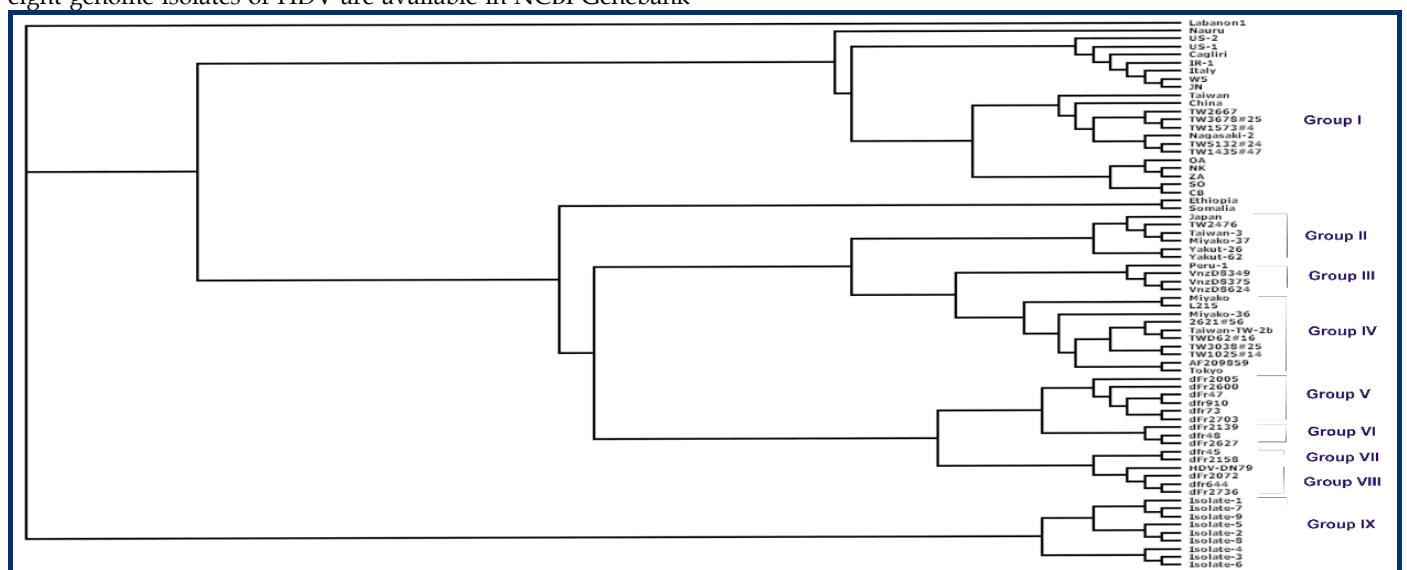 eight genome isolates of HDV are available in NCBI Genebank
Labanon1
Nauru
US-2
US-1
Cagliri
IR-1
Italy
W5
JN
Taiwan
China
TW2667
TW3678#25
TW1573#4
Nagasaki-2
TW5132#24
TW1435#47
OA
NK
ZA
SO
CB
Ethiopia
Somalia
Japan
TW2476
Taiwan-3
Miyako-37
Yakut-26
Yakut-62
Peru-1
VnzD8349
VnzD8375
VnzD8624
Miyako
L215
Miyako-36
2621#56
Taiwan-TW-2b
TWD62#16
TW3038#25
TW1025#14
AF209859
Tokyo
dFr2005
dFr2600
dFr47
dfr910
dfr73
dFr2703
dFr2139
dfr48
dFr2627
dfr45
dFr2158
HDV-DN79
dFr2072
dfr644
dFr2736
Isolate-1
Isolate-7
Isolate-9
Isolate-5
Isolate-2
Isolate-8
Isolate-4
Isolate-3
Isolate-6
Group I
Group II
Group III
Group IV
Group V
Group VI
Group VII
Group VIII
Group IX